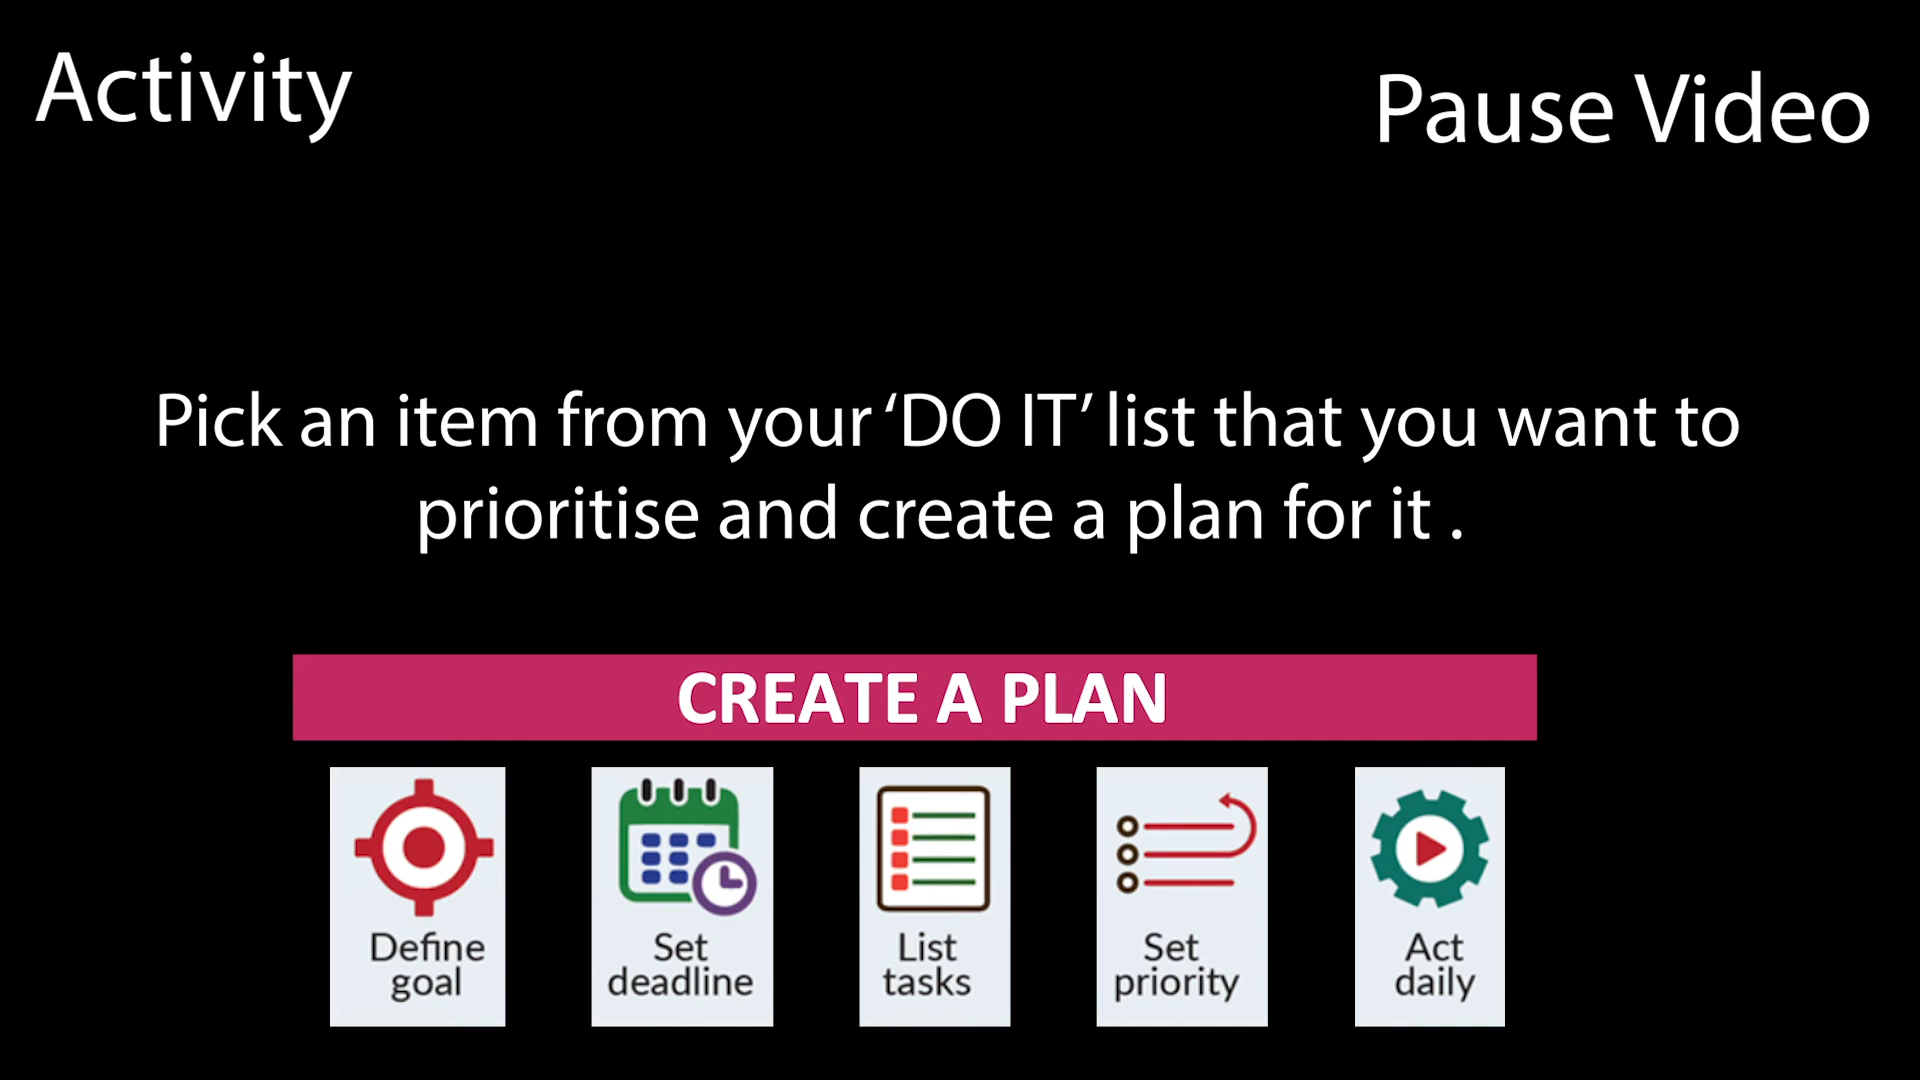 Activity
Pause Video
Pick an item from your ‘DO IT’ list that you want to
prioritise and create a plan for it .
CREATE A PLAN
Define
goal
Set
deadline
List
tasks
Set
priority
Act
daily